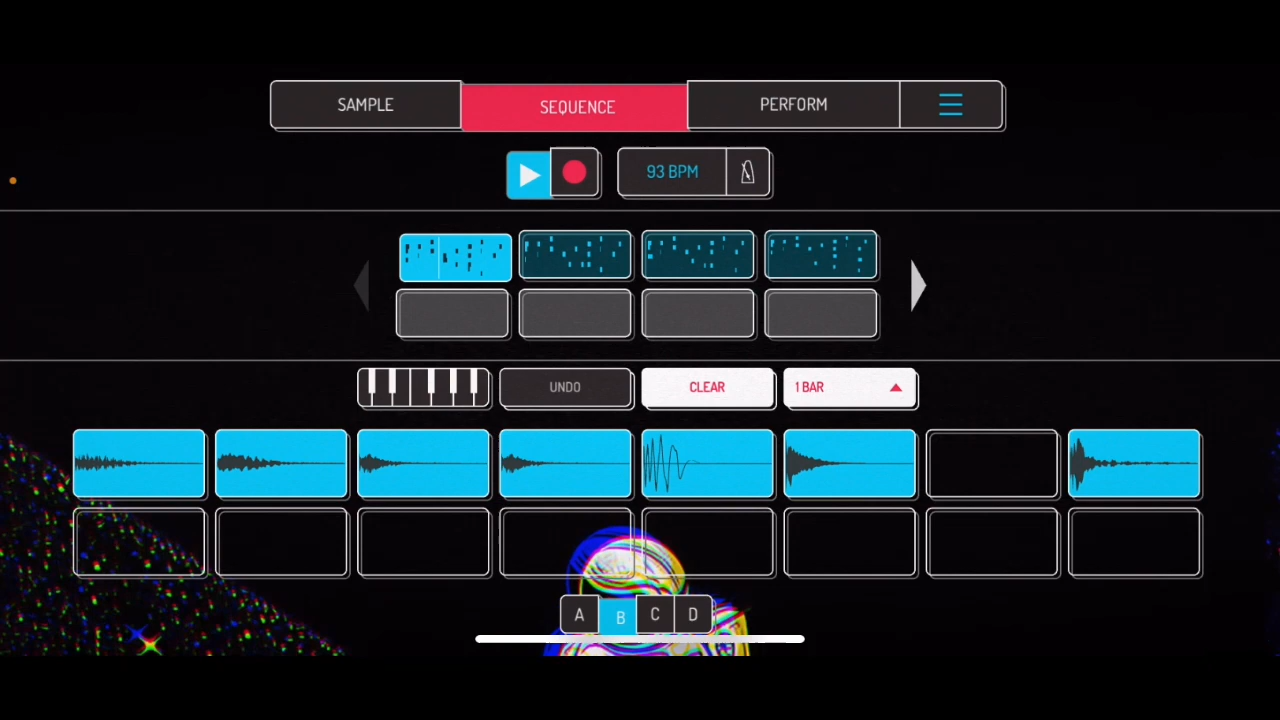 SAMPLE SEQUENCE PERFORM
93 BPM
UNDO CLEAR 1 BAR
A B C D